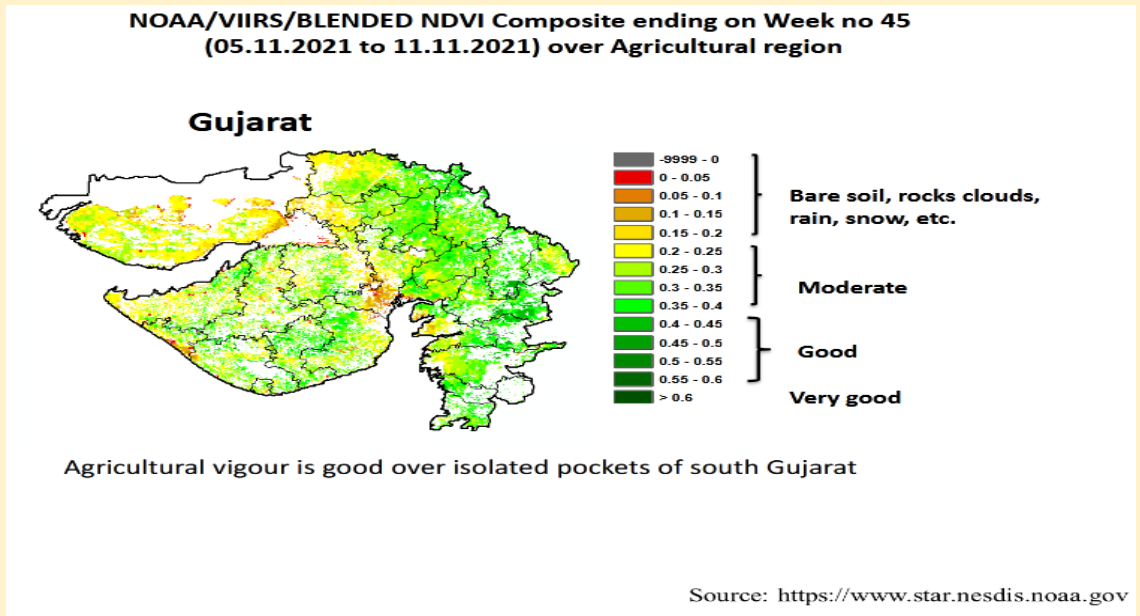 NOAA/VIIRS/BLENDED NDVI Composite ending on Week no 45
(05.11.2021 to 11.11.2021) over Agricultural region
Gujarat
-9999 - 0
0 - 0.05
0.05 - 0.1
0.1 - 0.15
0.15 - 0.2
0.2 - 0.25
0.25 - 0.3
0.3 - 0.35
0.35 - 0.4
0.4 - 0.45
0.45 - 0.5
0.5 - 0.55
0.55 - 0.6
> 0.6
Bare soil, rocks clouds,
rain, snow, etc.
Moderate
Good
Very good
Agricultural vigour is good over isolated pockets of south Gujarat
Source: https://www.star.nesdis.noaa.gov